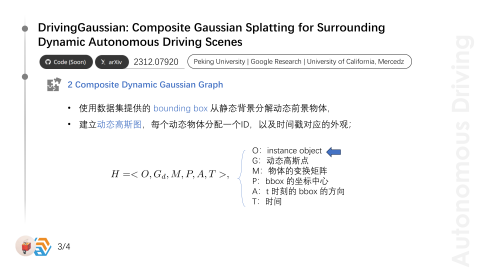 DrivingGaussian: Composite Gaussian Splatting for Surrounding
Dynamic Autonomous Driving Scenes
Code (Soon) arXiv 2312.07920 Peking University | Google Research | University of California, Mercedz
2 Composite Dynamic Gaussian Graph
• 使用数据集提供的 bounding box 从静态背景分解动态前景物体,
• 建立动态高斯图，每个动态物体分配一个ID，以及时间戳对应的外观；
H =< O, G_d, M, P, A, T >,
O：instance object
G：动态高斯点
M：物体的变换矩阵
P：bbox 的坐标中心
A：t 时刻的 bbox 的方向
T：时间
3/4
Autonomous Driving